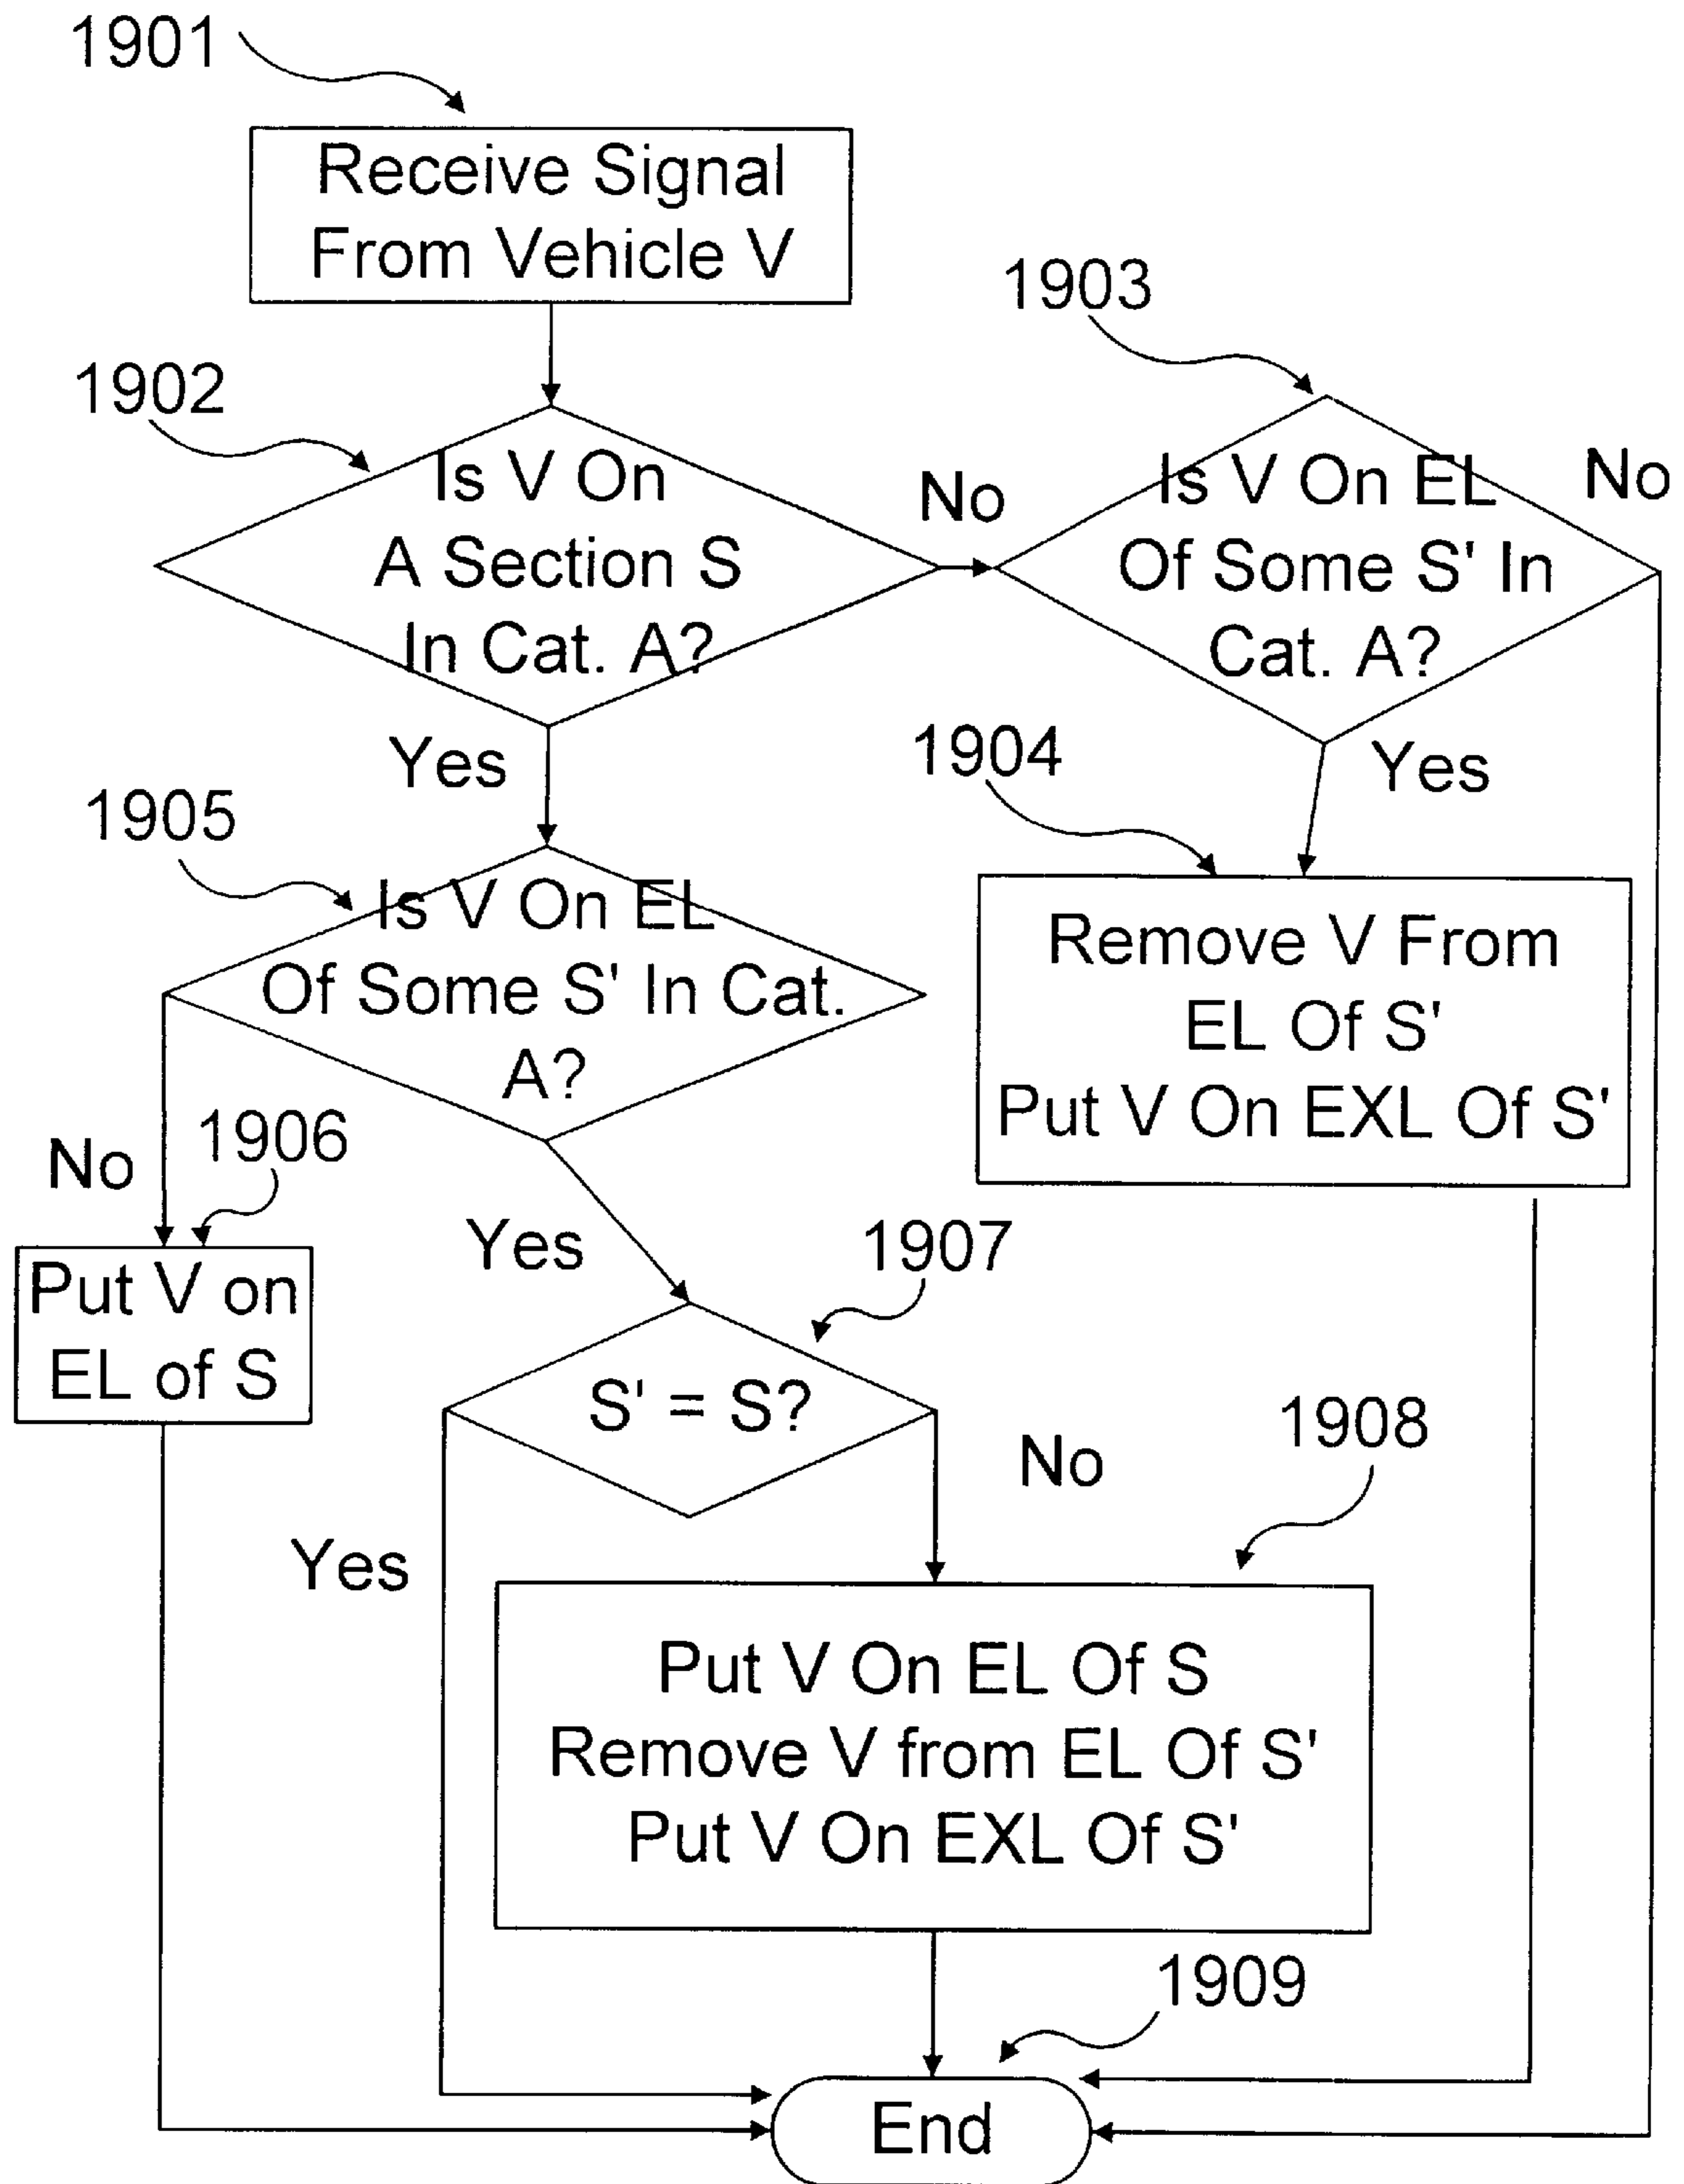 1901
Receive Signal
From Vehicle V
1903
1902
Is V On
A Section S
In Cat. A?
No
Is V On EL
Of Some S' In
Cat. A?
No
Yes
1904
Yes
1905
Is V On EL
Of Some S' In Cat.
A?
Remove V From
EL Of S'
Put V On EXL Of S'
No
1906
Yes
1907
Put V on
EL of S
S' = S?
1908
No
Yes
Put V On EL Of S
Remove V from EL Of S'
Put V On EXL Of S'
1909
End